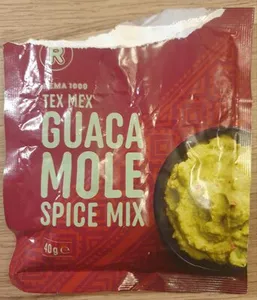 R
REMA 1000
TEX MEX
GUACA
MOLE
SPICE MIX
40g e